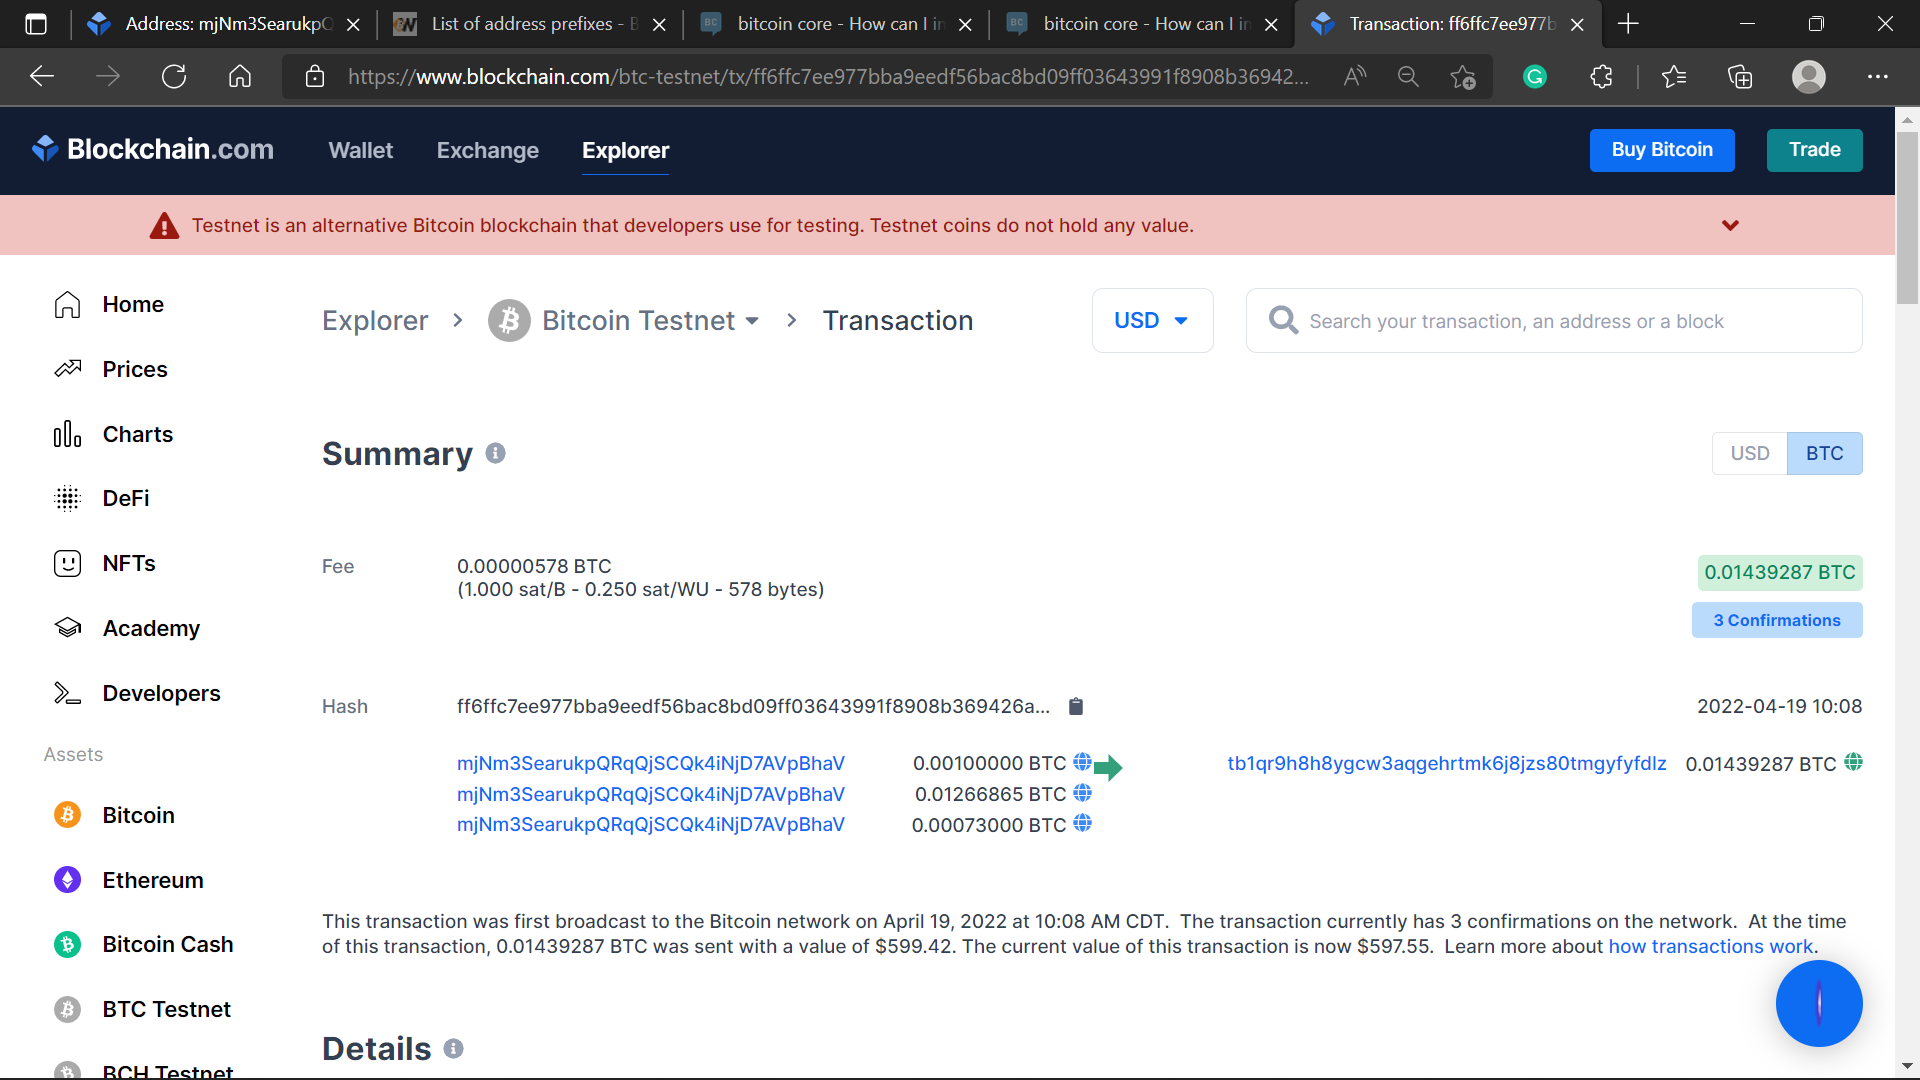 Address: mjNm3SearukpQ
List of address prefixes - B
bitcoin core - How can I in
bitcoin core - How can I in
Transaction: ff6ffc7ee977b
https://www.blockchain.com/btc-testnet/tx/ff6ffc7ee977bba9eedf56bac8bd09ff03643991f8908b36942...
Blockchain.com
Wallet
Exchange
Explorer
Buy Bitcoin
Trade
Testnet is an alternative Bitcoin blockchain that developers use for testing. Testnet coins do not hold any value.
Home
Prices
Charts
DeFi
NFTs
Academy
Developers
Assets
Bitcoin
Ethereum
Bitcoin Cash
BTC Testnet
BCH Testnet
Explorer > Bitcoin Testnet > Transaction
USD
Search your transaction, an address or a block
Summary
USD BTC
Fee
0.00000578 BTC
(1.000 sat/B - 0.250 sat/WU - 578 bytes)
0.01439287 BTC
3 Confirmations
Hash
ff6ffc7ee977bba9eedf56bac8bd09ff03643991f8908b369426a...
2022-04-19 10:08
mjNm3SearukpQRqQjSCQk4iNjD7AVpBhaV 0.00100000 BTC
tb1qr9h8h8ygcw3aqgehrtmk6j8jzs80tmgyfyfdlz 0.01439287 BTC
mjNm3SearukpQRqQjSCQk4iNjD7AVpBhaV 0.01266865 BTC
mjNm3SearukpQRqQjSCQk4iNjD7AVpBhaV 0.00073000 BTC
This transaction was first broadcast to the Bitcoin network on April 19, 2022 at 10:08 AM CDT. The transaction currently has 3 confirmations on the network. At the time
of this transaction, 0.01439287 BTC was sent with a value of $599.42. The current value of this transaction is now $597.55. Learn more about how transactions work.
Details